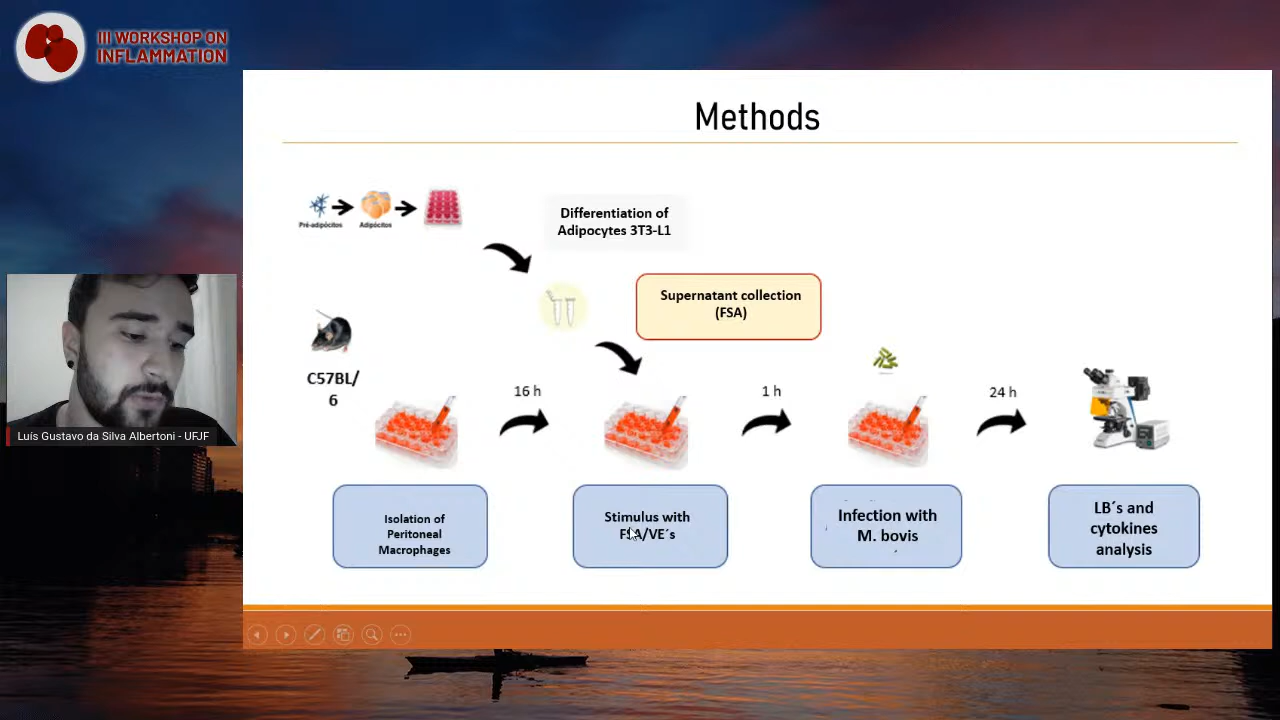 III WORKSHOP ON
INFLAMMATION
Methods
Pré-adipócitos
Adipócitos
Differentiation of
Adipocytes 3T3-L1
Supernatant collection
(FSA)
C57BL/
6
16 h
1 h
24 h
Isolation of
Peritoneal
Macrophages
Stimulus with
FSA/VE´s
Infection with
M. bovis
LB´s and
cytokines
analysis
Luís Gustavo da Silva Albertoni - UFJF